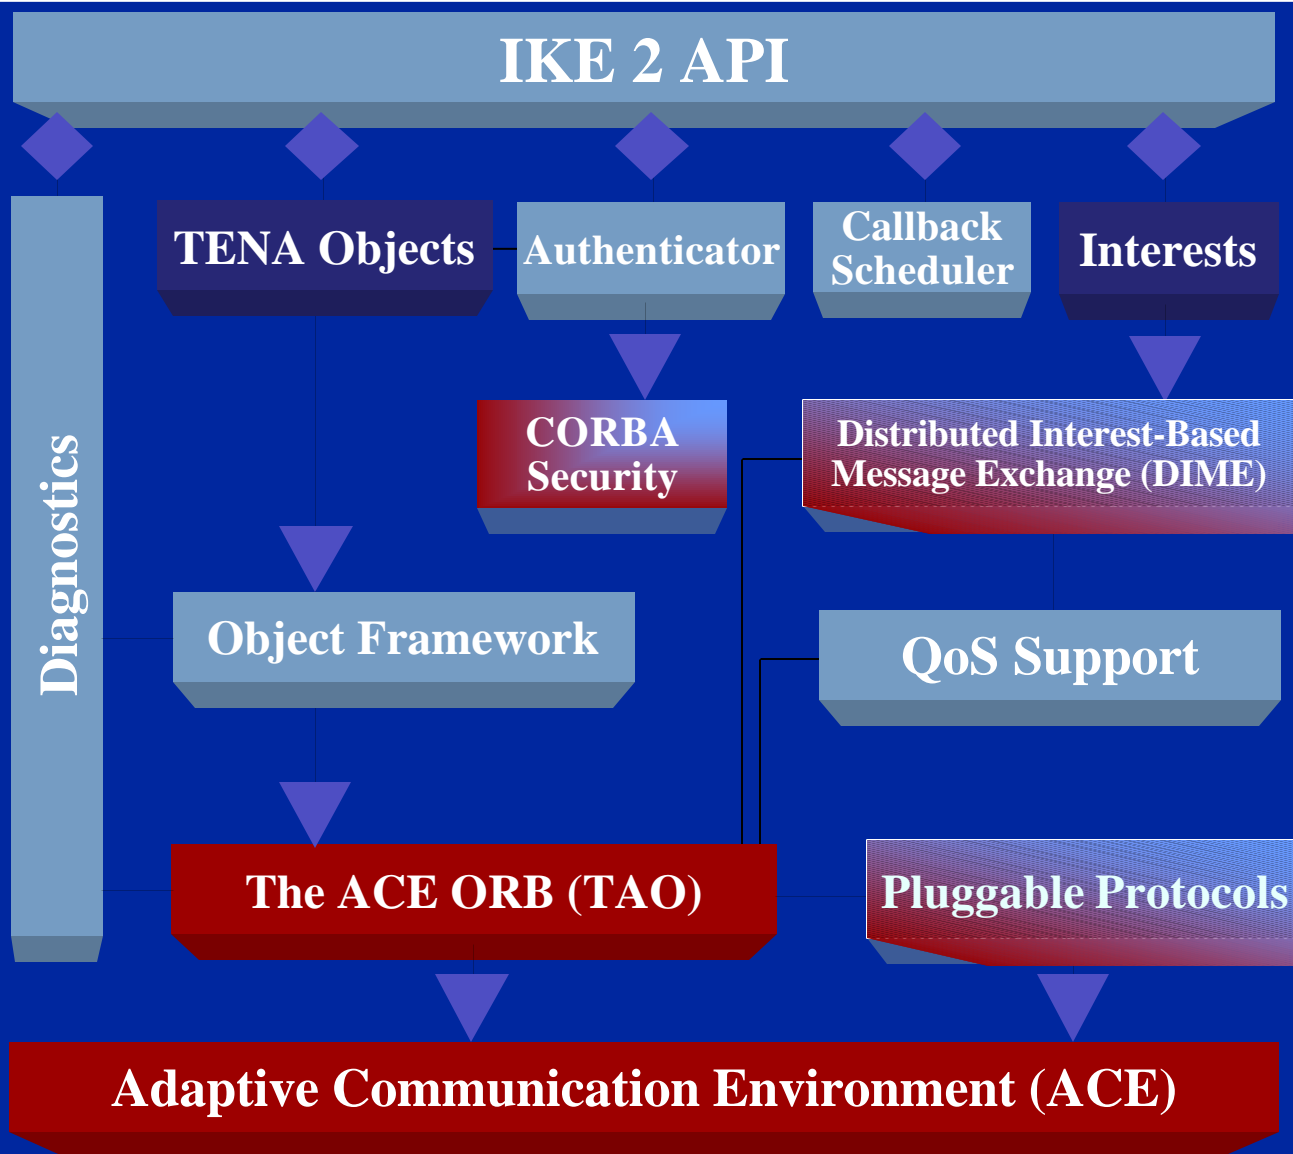 IKE 2 API
TENA Objects
Authenticator
Callback
Scheduler
Interests
Diagnostics
CORBA
Security
Distributed Interest-Based
Message Exchange (DIME)
Object Framework
QoS Support
The ACE ORB (TAO)
Pluggable Protocols
Adaptive Communication Environment (ACE)